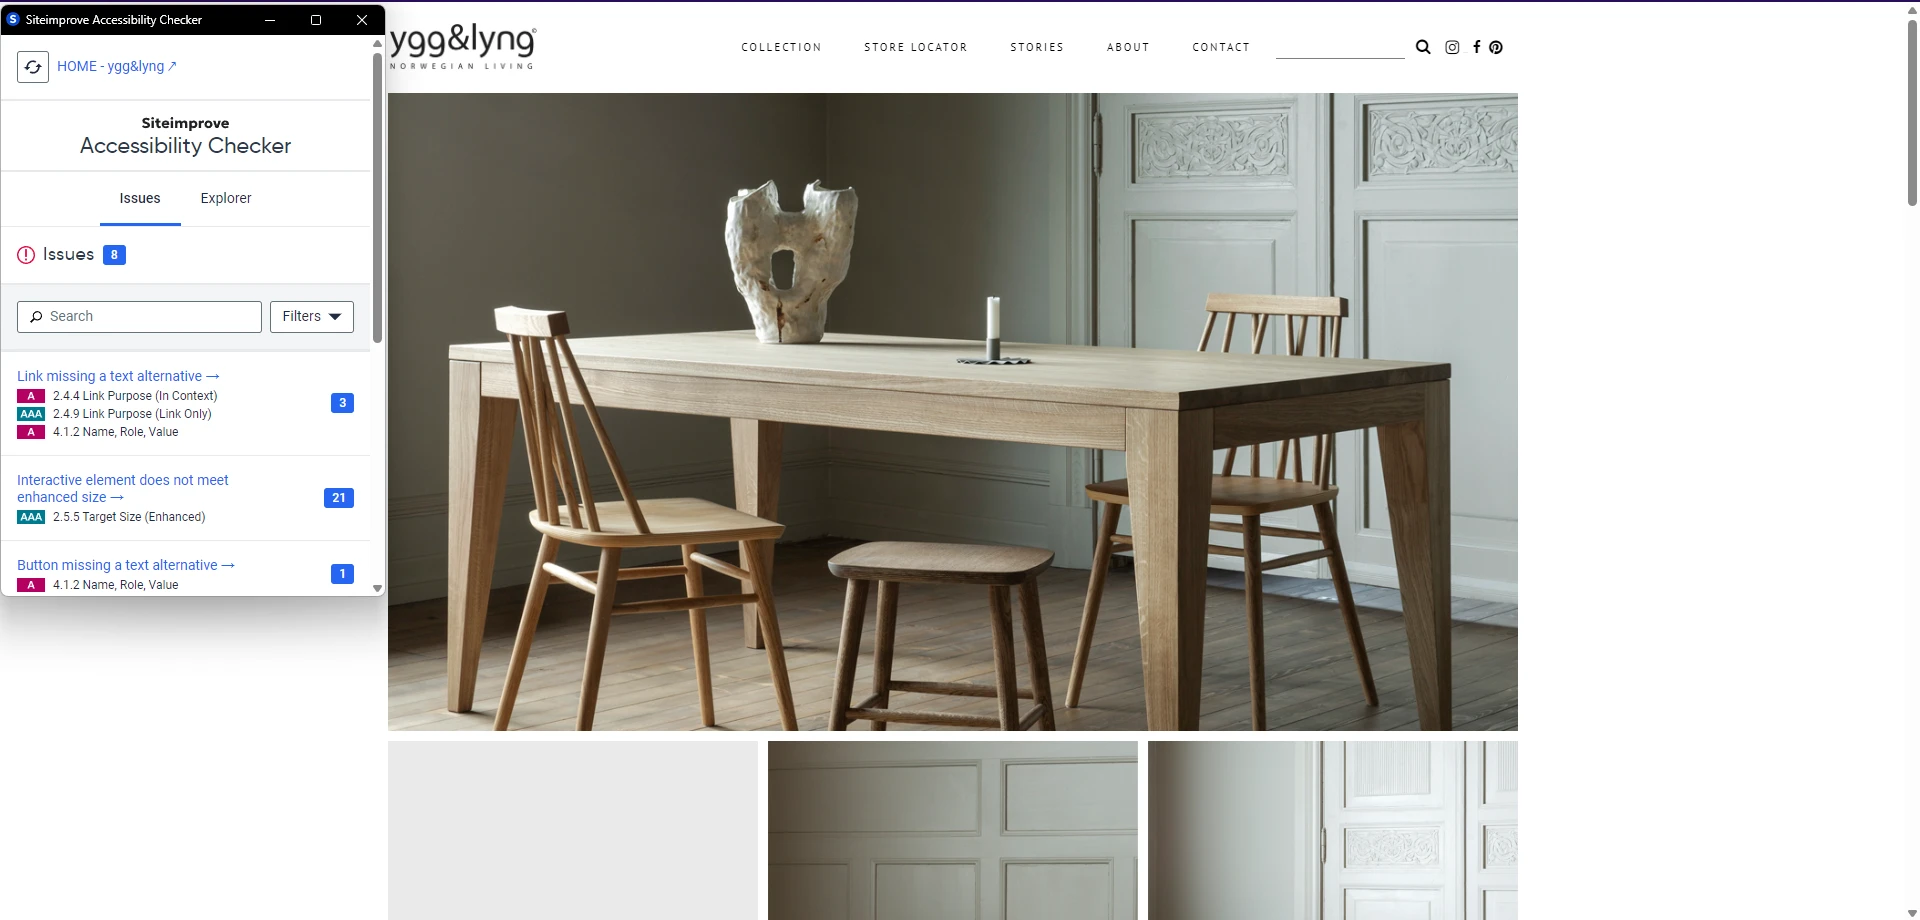 Siteimprove Accessibility Checker
HOME - ygg&lyng
Siteimprove
Accessibility Checker
Issues
Explorer
Issues 8
Search
Filters
Link missing a text alternative →
A 2.4.4 Link Purpose (In Context)
AAA 2.4.9 Link Purpose (Link Only)
A 4.1.2 Name, Role, Value
3
Interactive element does not meet
enhanced size →
AAA 2.5.5 Target Size (Enhanced)
21
Button missing a text alternative →
A 4.1.2 Name, Role, Value
1
ygg&lyng®
NORWEGIAN LIVING
COLLECTION
STORE LOCATOR
STORIES
ABOUT
CONTACT